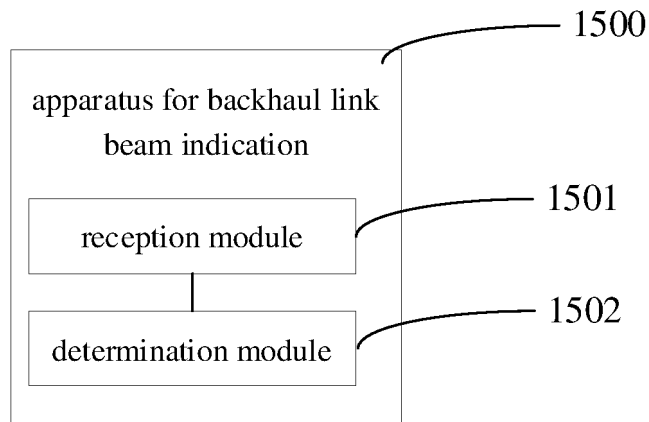 1500
apparatus for backhaul link
beam indication
1501
reception module
1502
determination module